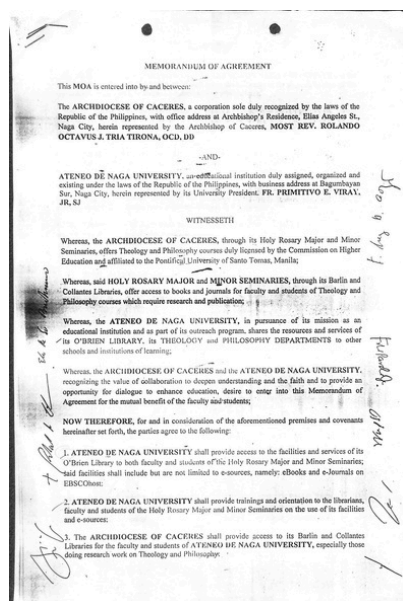 MEMORANDUM OF AGREEMENT
This MOA is entered into by and between:
The ARCHDIOCESE OF CACERES, a corporation sole duly recognized by the laws of the
Republic of the Philippines, with office address at Archbishop's Residence, Elias Angeles St.,
Naga City, herein represented by the Archbishop of Caceres, MOST REV. ROLANDO
OCTAVUS J. TRIA TIRONA, OCD, DD
-AND-
ATENEO DE NAGA UNIVERSITY, an educational institution duly assigned, organized and
existing under the laws of the Republic of the Philippines, with business address at Bagumbayan
Sur, Naga City, herein represented by its University President. FR. PRIMITIVO E. VIRAY,
JR, SJ
WITNESSETH
Whereas, the ARCHDIOCESE OF CACERES, through its Holy Rosary Major and Minor
Seminaries, offers Theology and Philosophy courses duly licensed by the Commission on Higher
Education and affiliated to the Pontifical University of Santo Tomas, Manila;
Whereas, said HOLY ROSARY MAJOR and MINOR SEMINARIES, through its Barlin and
Collantes Libraries, offer access to books and journals for faculty and students of Theology and
Philosophy courses which require research and publication;
Whereas, the ATENEO DE NAGA UNIVERSITY, in pursuance of its mission as an
educational institution and as part of its outreach program, shares the resources and services of
its O'BRIEN LIBRARY, its THEOLOGY and PHILOSOPHY DEPARTMENTS to other
schools and institutions of learning;
Whereas, the ARCHDIOCESE OF CACERES and the ATENEO DE NAGA UNIVERSITY,
recognizing the value of collaboration to deepen understanding and the faith and to provide an
opportunity for dialogue to enhance education, desire to entry into this Memorandum of
Agreement for the mutual benefit of the faculty and students;
NOW THEREFORE, for and in consideration of the aforementioned premises and covenants
hereinafter set forth, the parties agree to the following:
1. ATENEO DE NAGA UNIVERSITY shall provide access to the facilities and services of its
O'Brien Library to both faculty and students of the Holy Rosary Major and Minor Seminaries;
said facilities shall include but are not limited to e-sources, namely: eBooks and e-Journals on
EBSCOhost;
2. ATENEO DE NAGA UNIVERSITY shall provide trainings and orientation to the librarians,
faculty and students of the Holy Rosary Major and Minor Seminaries on the use of its facilities
and e-sources;
3. The ARCHDIOCESE OF CACERES shall provide access to its Barlin and Collantes
Libraries for the faculty and students of ATENEO DE NAGA UNIVERSITY, especially those
doing research work on Theology and Philosophy;